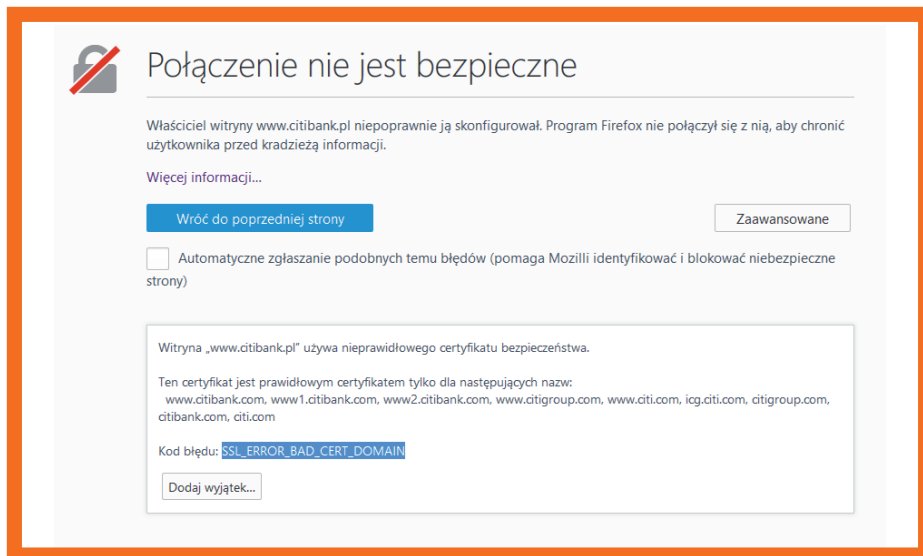 Połączenie nie jest bezpieczne
Właściciel witryny www.citibank.pl niepoprawnie ją skonfigurował. Program Firefox nie połączył się z nią, aby chronić
użytkownika przed kradzieżą informacji.
Więcej informacji...
Wróć do poprzedniej strony
Zaawansowane
Automatyczne zgłaszanie podobnych temu błędów (pomaga Mozilli identyfikować i blokować niebezpieczne
strony)
Witryna „www.citibank.pl” używa nieprawidłowego certyfikatu bezpieczeństwa.
Ten certyfikat jest prawidłowym certyfikatem tylko dla następujących nazw:
www.citibank.com, www1.citibank.com, www2.citibank.com, www.citigroup.com, www.citi.com, icg.citi.com, citigroup.com,
citibank.com, citi.com
Kod błędu: SSL_ERROR_BAD_CERT_DOMAIN
Dodaj wyjątek...